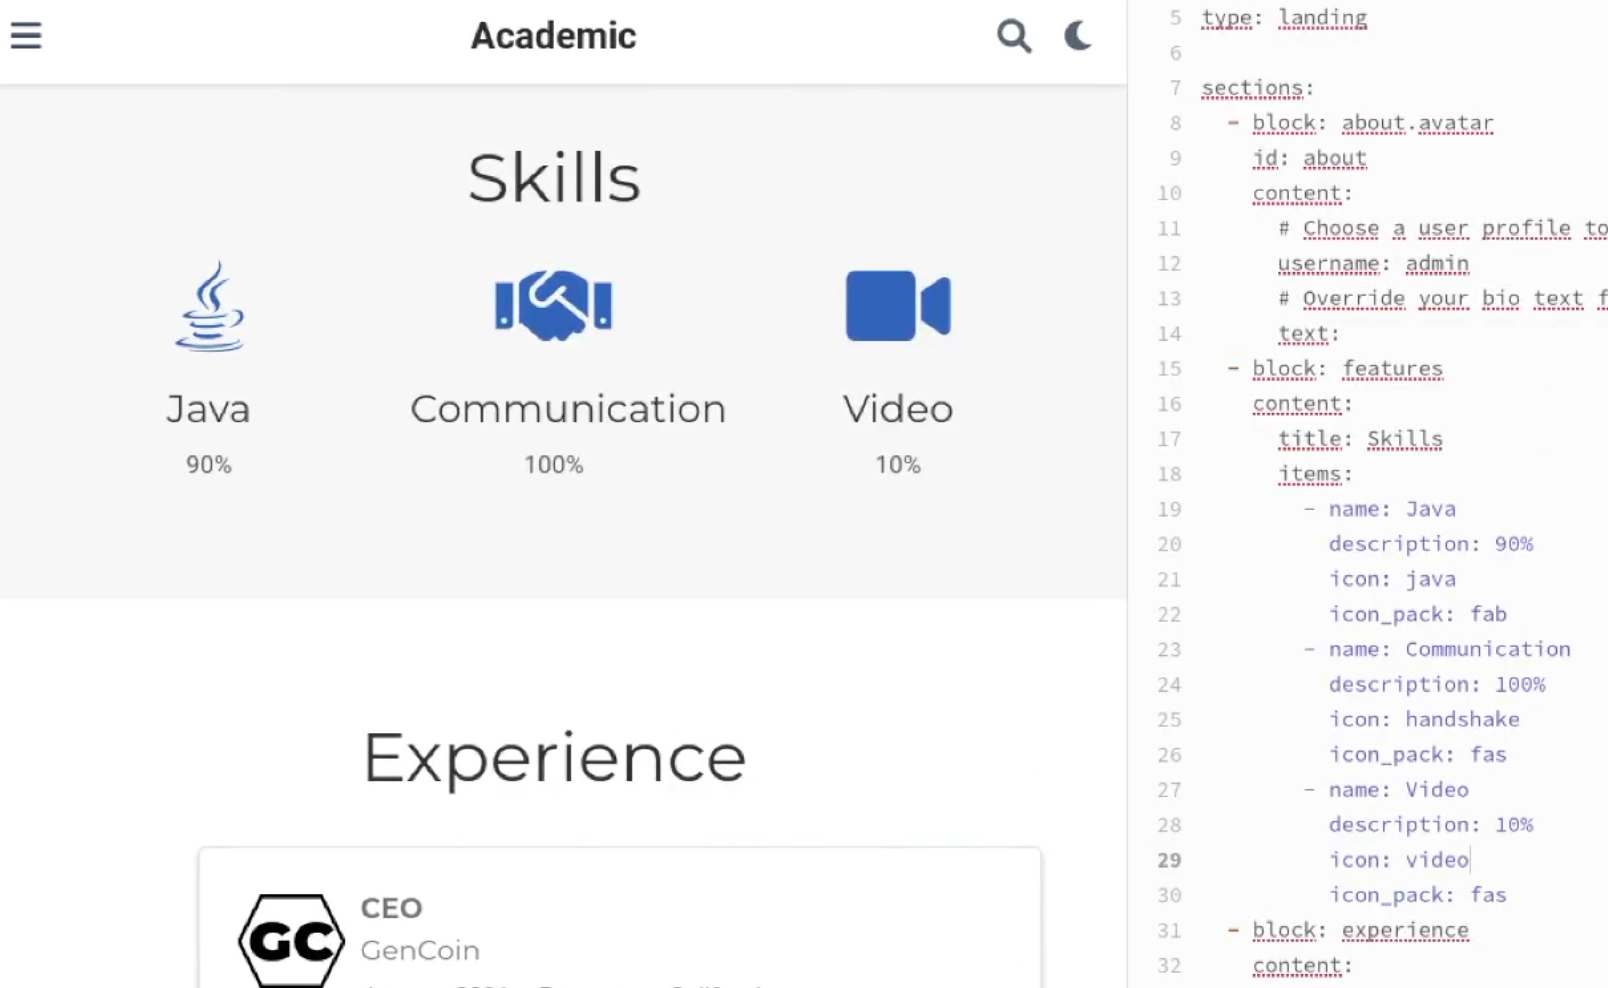 Academic
Skills
Java
Communication
Video
90%
100%
10%
Experience
GC
CEO
GenCoin
5 type: landing
6
7 sections:
8 - block: about.avatar
9 id: about
10 content:
11 # Choose a user profile to
12 username: admin
13 # Override your bio text f
14 text:
15 - block: features
16 content:
17 title: Skills
18 items:
19 - name: Java
20 description: 90%
21 icon: java
22 icon_pack: fab
23 - name: Communication
24 description: 100%
25 icon: handshake
26 icon_pack: fas
27 - name: Video
28 description: 10%
29 icon: video
30 icon_pack: fas
31 - block: experience
32 content: